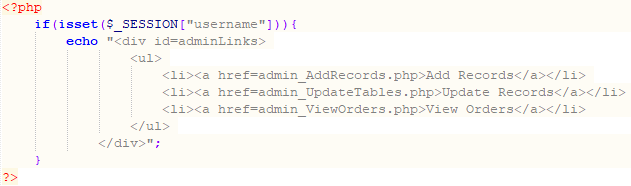 <?php
if(isset($_SESSION["username"])){
echo "<div id=adminLinks>
<ul>
<li><a href=admin_AddRecords.php>Add Records</a></li>
<li><a href=admin_UpdateTables.php>Update Records</a></li>
<li><a href=admin_ViewOrders.php>View Orders</a></li>
</ul>
</div>";
}
?>